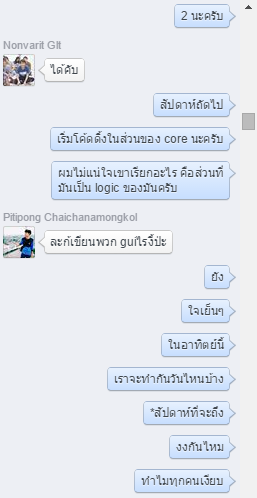 2 นะครับ
Nonvarit Glt
ได้คับ
สัปดาห์ถัดไป
เริ่มโค้ดดิ้งในส่วนของ core นะครับ
ผมไม่แน่ใจเขาเรียกอะไร คือส่วนที่
มันเป็น logic ของมันครับ
Pitipong Chaichanamongkol
ละก้เขียนพวก guiไรงี้ป่ะ
ยัง
ใจเย็นๆ
ในอาทิตย์นี้
เราจะทำกันวันไหนบ้าง
*สัปดาห์ที่จะถึง
งงกันไหม
ทำไมทุกคนเงียบ